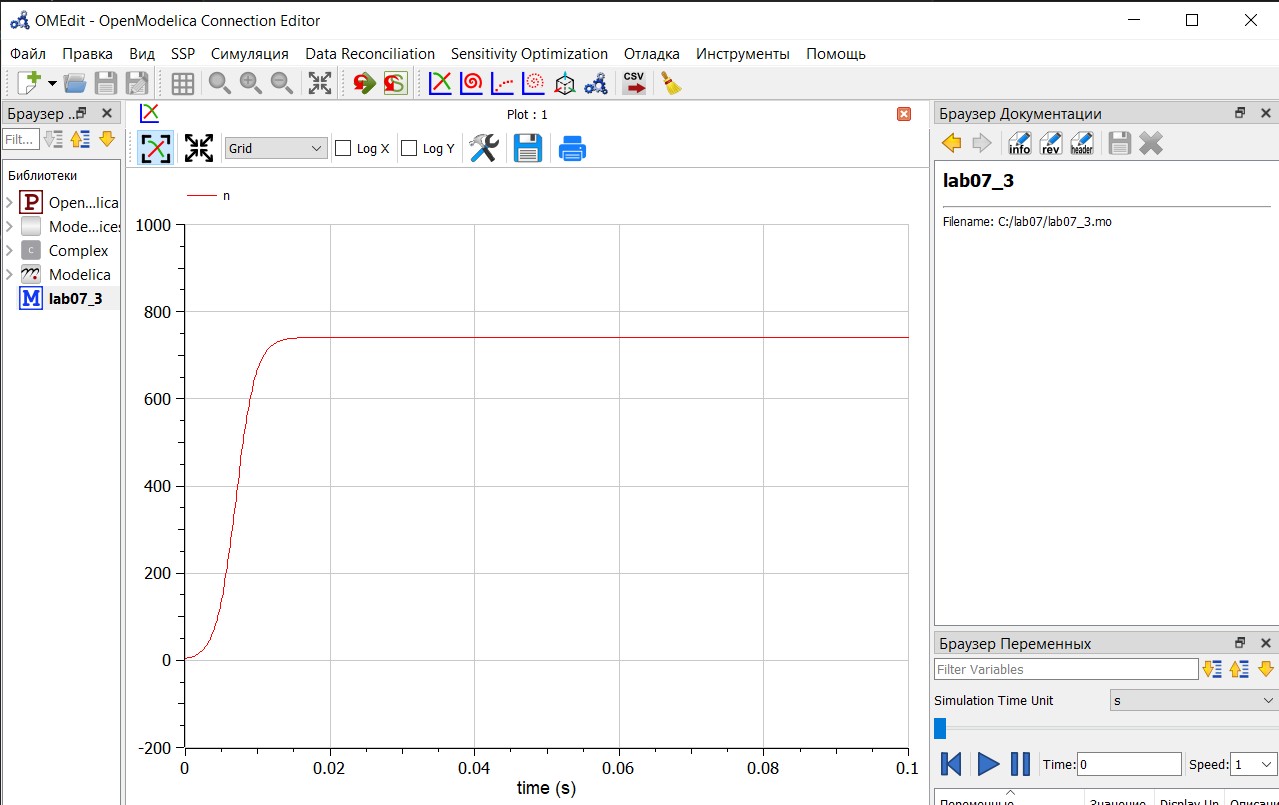 OMEdit - OpenModelica Connection Editor
Файл Правка Вид SSP Симуляция Data Reconciliation Sensitivity Optimization Отладка Инструменты Помощь
CSV
Браузер ..
Filt...
Библиотеки
P Open...lica
Mode...ices
C Complex
m Modelica
M lab07_3
Plot : 1
Grid Log X Log Y
n
1000
800
600
400
200
0
-200
0 0.02 0.04 0.06 0.08 0.1
time (s)
Браузер Документации
info rev header
lab07_3
Filename: C:/lab07/lab07_3.mo
Браузер Переменных
Filter Variables
Simulation Time Unit s
Time: 0 Speed: 1
Переменные Значение Display Un Описани